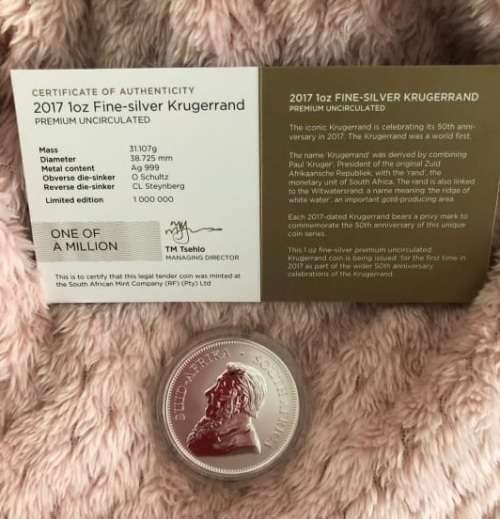 CERTIFICATE OF AUTHENTICITY
2017 1oz Fine-silver Krugerrand
PREMIUM UNCIRCULATED
Mass 31.107g
Diameter 38.725 mm
Metal content Ag 999
Obverse die-sinker O Schultz
Reverse die-sinker CL Steynberg
Limited edition 1 000 000
ONE OF
A MILLION
TM Tsehlo
MANAGING DIRECTOR
This is to certify that this legal tender coin was minted at
the South African Mint Company (RF) (Pty) Ltd
2017 1oz FINE-SILVER KRUGERRAND
PREMIUM UNCIRCULATED
The iconic Krugerrand is celebrating its 50th anni-
versary in 2017. The Krugerrand was a world first.
The name 'Krugerrand' was derived by combining
Paul 'Kruger', President of the original Zuid
Afrikaansche Republiek, with the 'rand', the
monetary unit of South Africa. The rand is also linked
to the Witwatersrand, a name meaning 'the ridge of
white water', an important gold-producing area.
Each 2017-dated Krugerrand bears a privy mark to
commemorate the 50th anniversary of this unique
coin series.
This 1 oz fine-silver premium uncirculated
Krugerrand coin is being issued for the first time in
2017 as part of the wider 50th anniversary
celebrations of the Krugerrand.
SUID-AFRIKA · SOUTH AFRICA